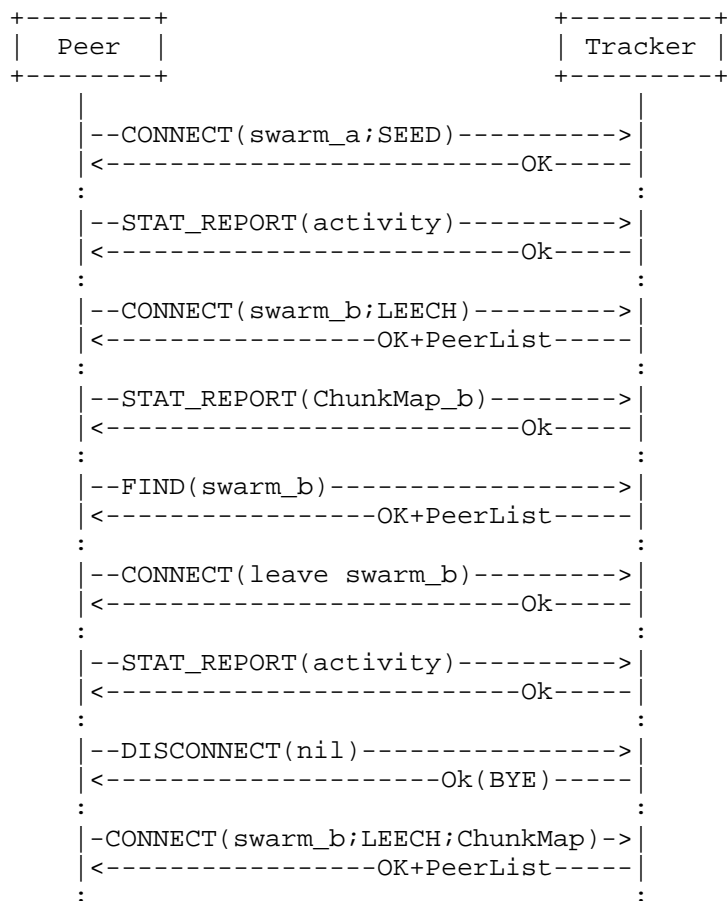 +--------+                         +---------+
|  Peer  |                         | Tracker |
+--------+                         +---------+
    |                                  |
    |--CONNECT(swarm_a;SEED)---------->|
    |<--------------------------OK-----|
    :                                  :
    |--STAT_REPORT(activity)---------->|
    |<--------------------------Ok-----|
    :                                  :
    |--CONNECT(swarm_b;LEECH)--------->|
    |<-----------------OK+PeerList-----|
    :                                  :
    |--STAT_REPORT(ChunkMap_b)-------->|
    |<--------------------------Ok-----|
    :                                  :
    |--FIND(swarm_b)------------------>|
    |<-----------------OK+PeerList-----|
    :                                  :
    |--CONNECT(leave swarm_b)--------->|
    |<--------------------------Ok-----|
    :                                  :
    |--STAT_REPORT(activity)---------->|
    |<--------------------------Ok-----|
    :                                  :
    |--DISCONNECT(nil)---------------->|
    |<---------------------Ok(BYE)-----|
    :                                  :
    |-CONNECT(swarm_b;LEECH;ChunkMap)->|
    |<-----------------OK+PeerList-----|
    :                                  :